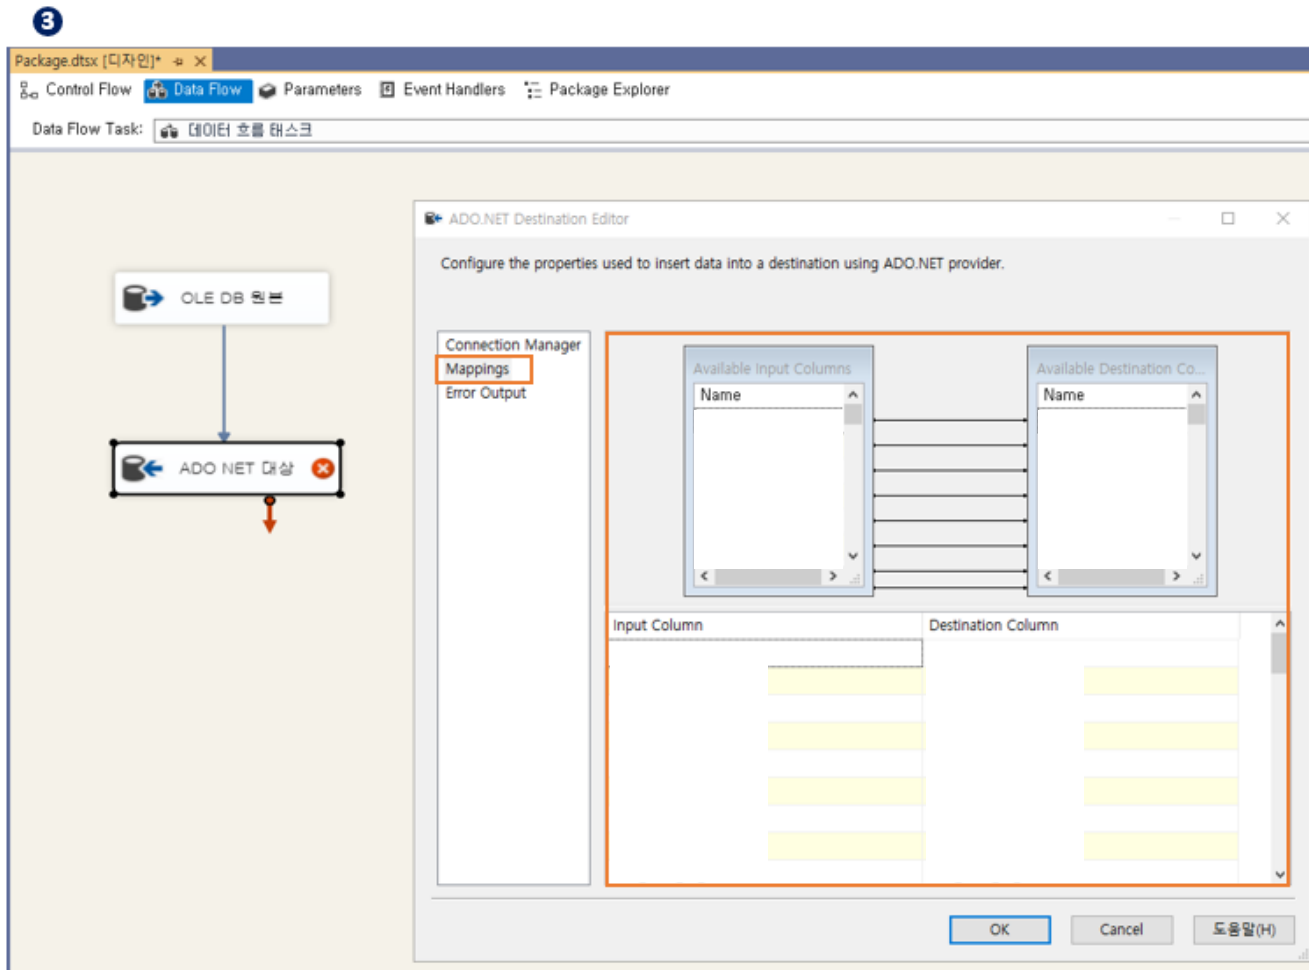 3
Package.dtsx [디자인]*
Control Flow Data Flow Parameters Event Handlers Package Explorer
Data Flow Task: 데이터 흐름 태스크
ADO.NET Destination Editor
Configure the properties used to insert data into a destination using ADO.NET provider.
OLE DB 원본
ADO NET 대상
Connection Manager
Mappings
Error Output
Available Input Columns
Name
Available Destination Co...
Name
Input Column Destination Column
OK Cancel 도움말(H)